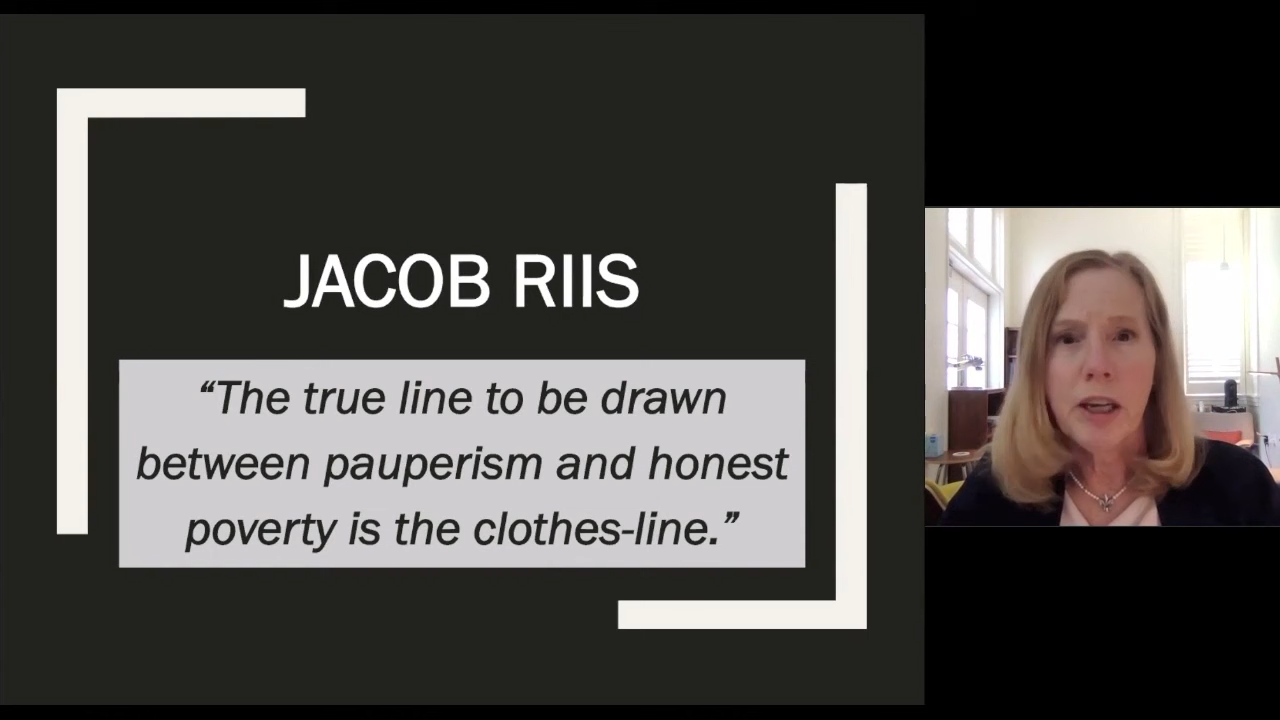 JACOB RIIS
“The true line to be drawn
between pauperism and honest
poverty is the clothes-line.”